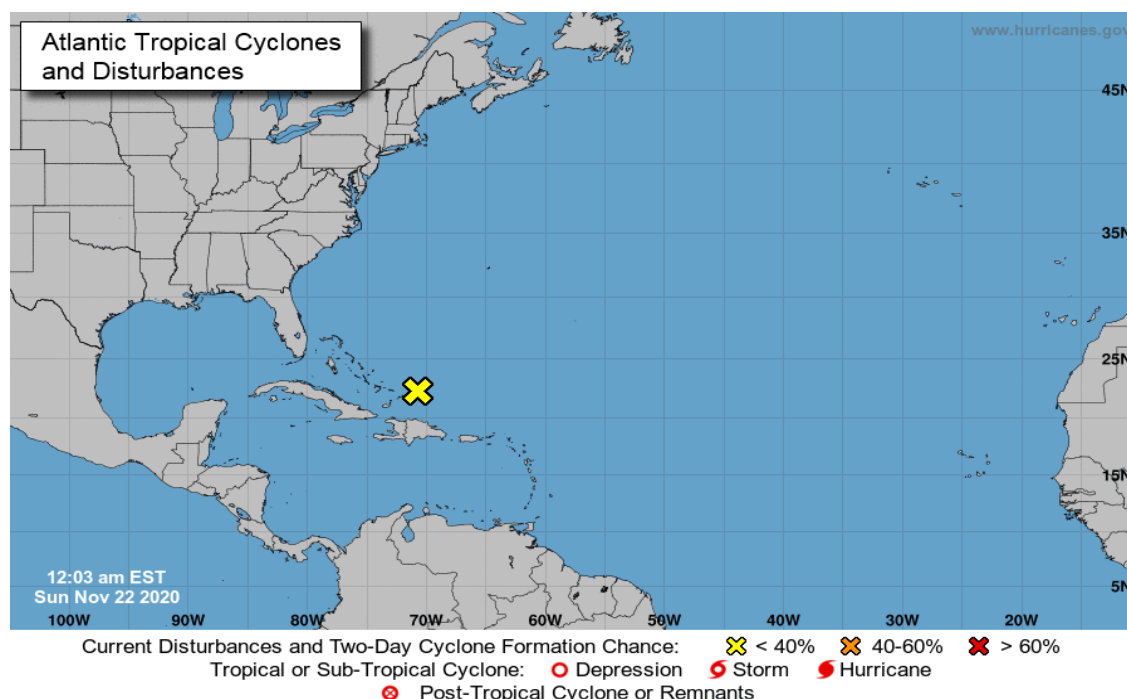 Atlantic Tropical Cyclones
and Disturbances
www.hurricanes.gov
45N
35N
25N
15N
5N
12:03 am EST
Sun Nov 22 2020
100W 90W 80W 70W 60W 50W 40W 30W 20W
Current Disturbances and Two-Day Cyclone Formation Chance: < 40% 40-60% > 60%
Tropical or Sub-Tropical Cyclone: Depression Storm Hurricane
Post-Tropical Cyclone or Remnants